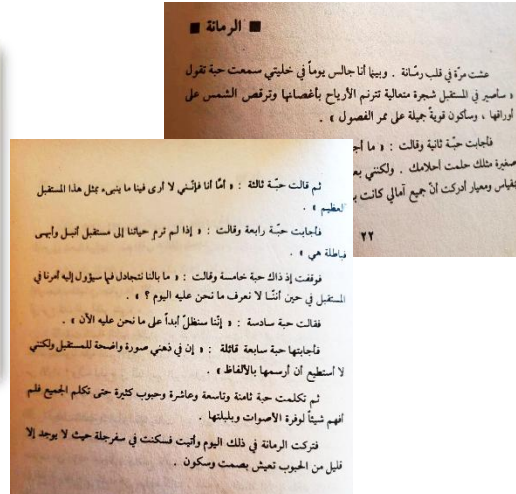 ■ الرمانة ■
عشت مرّة في قلب رمّانة . وبينما أنا جالس يوماً في خليتي سمعت حبة تقول
« سأصير في المستقبل شجرة متعالية تترنم الأرياح بأغصانها وترقص الشمس على
أوراقها ، وسأكون قويةً جميلة على ممر الفصول » .
فأجابت حبّة ثانية وقالت : « ما
صغيرة مثلك حلمت أحلامك . ولكنني
بقياس ومعيار أدركت أنّ جميع آمالي كانت
٢٢
ثم قالت حبّة ثالثة : « أمّا أنا فإنّني لا أرى فينا ما ينبىء بمثل هذا المستقبل
العظيم » .
فأجابت حبّة رابعة وقالت : « إذا لم ترمِ حياتنا إلى مستقبل أنبل وأبهى
فباطلة هي » .
فوقفت إذ ذاك حبة خامسة وقالت : « ما بالنا نتجادل فيما سيؤول إليه أمرنا في
المستقبل في حين أننّا لا نعرف ما نحن عليه اليوم ؟ » .
فقالت حبة سادسة : « إنّنا سنظلّ أبداً على ما نحن عليه الآن » .
فأجابتها حبة سابعة قائلة : « إن في ذهني صورة واضحة للمستقبل ولكنني
لا أستطيع أن أرسمها بالألفاظ » .
ثم تكلمت حبة ثامنة وتاسعة وعاشرة وحبوب كثيرة حتى تكلم الجميع فلم
أفهم شيئاً لوفرة الأصوات وبلبلتها .
فتركت الرمانة في ذلك اليوم وأتيت فسكنت في سفرجلة حيث لا يوجد إلا
قليل من الحبوب تعيش بصمت وسكون .